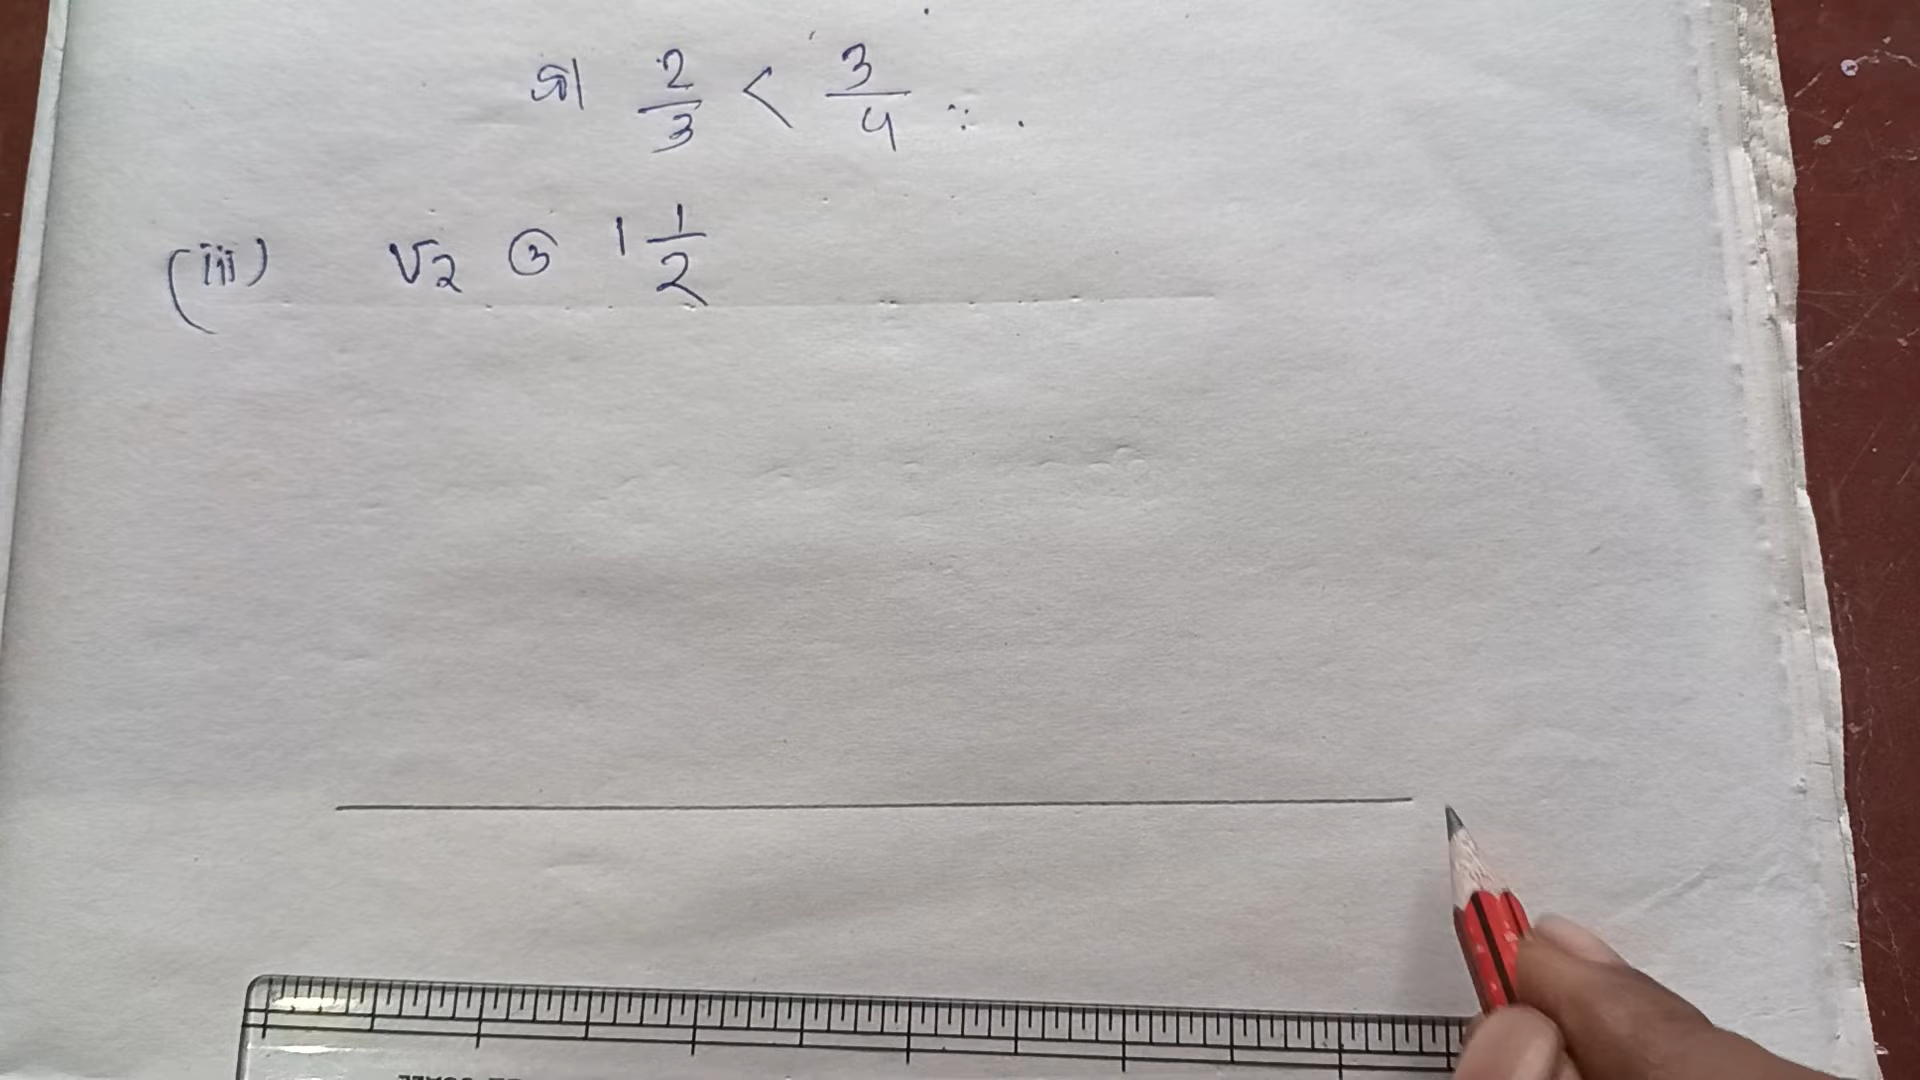 ବା 2/3 < 3/4
(iii) √2 ଓ 1 1/2